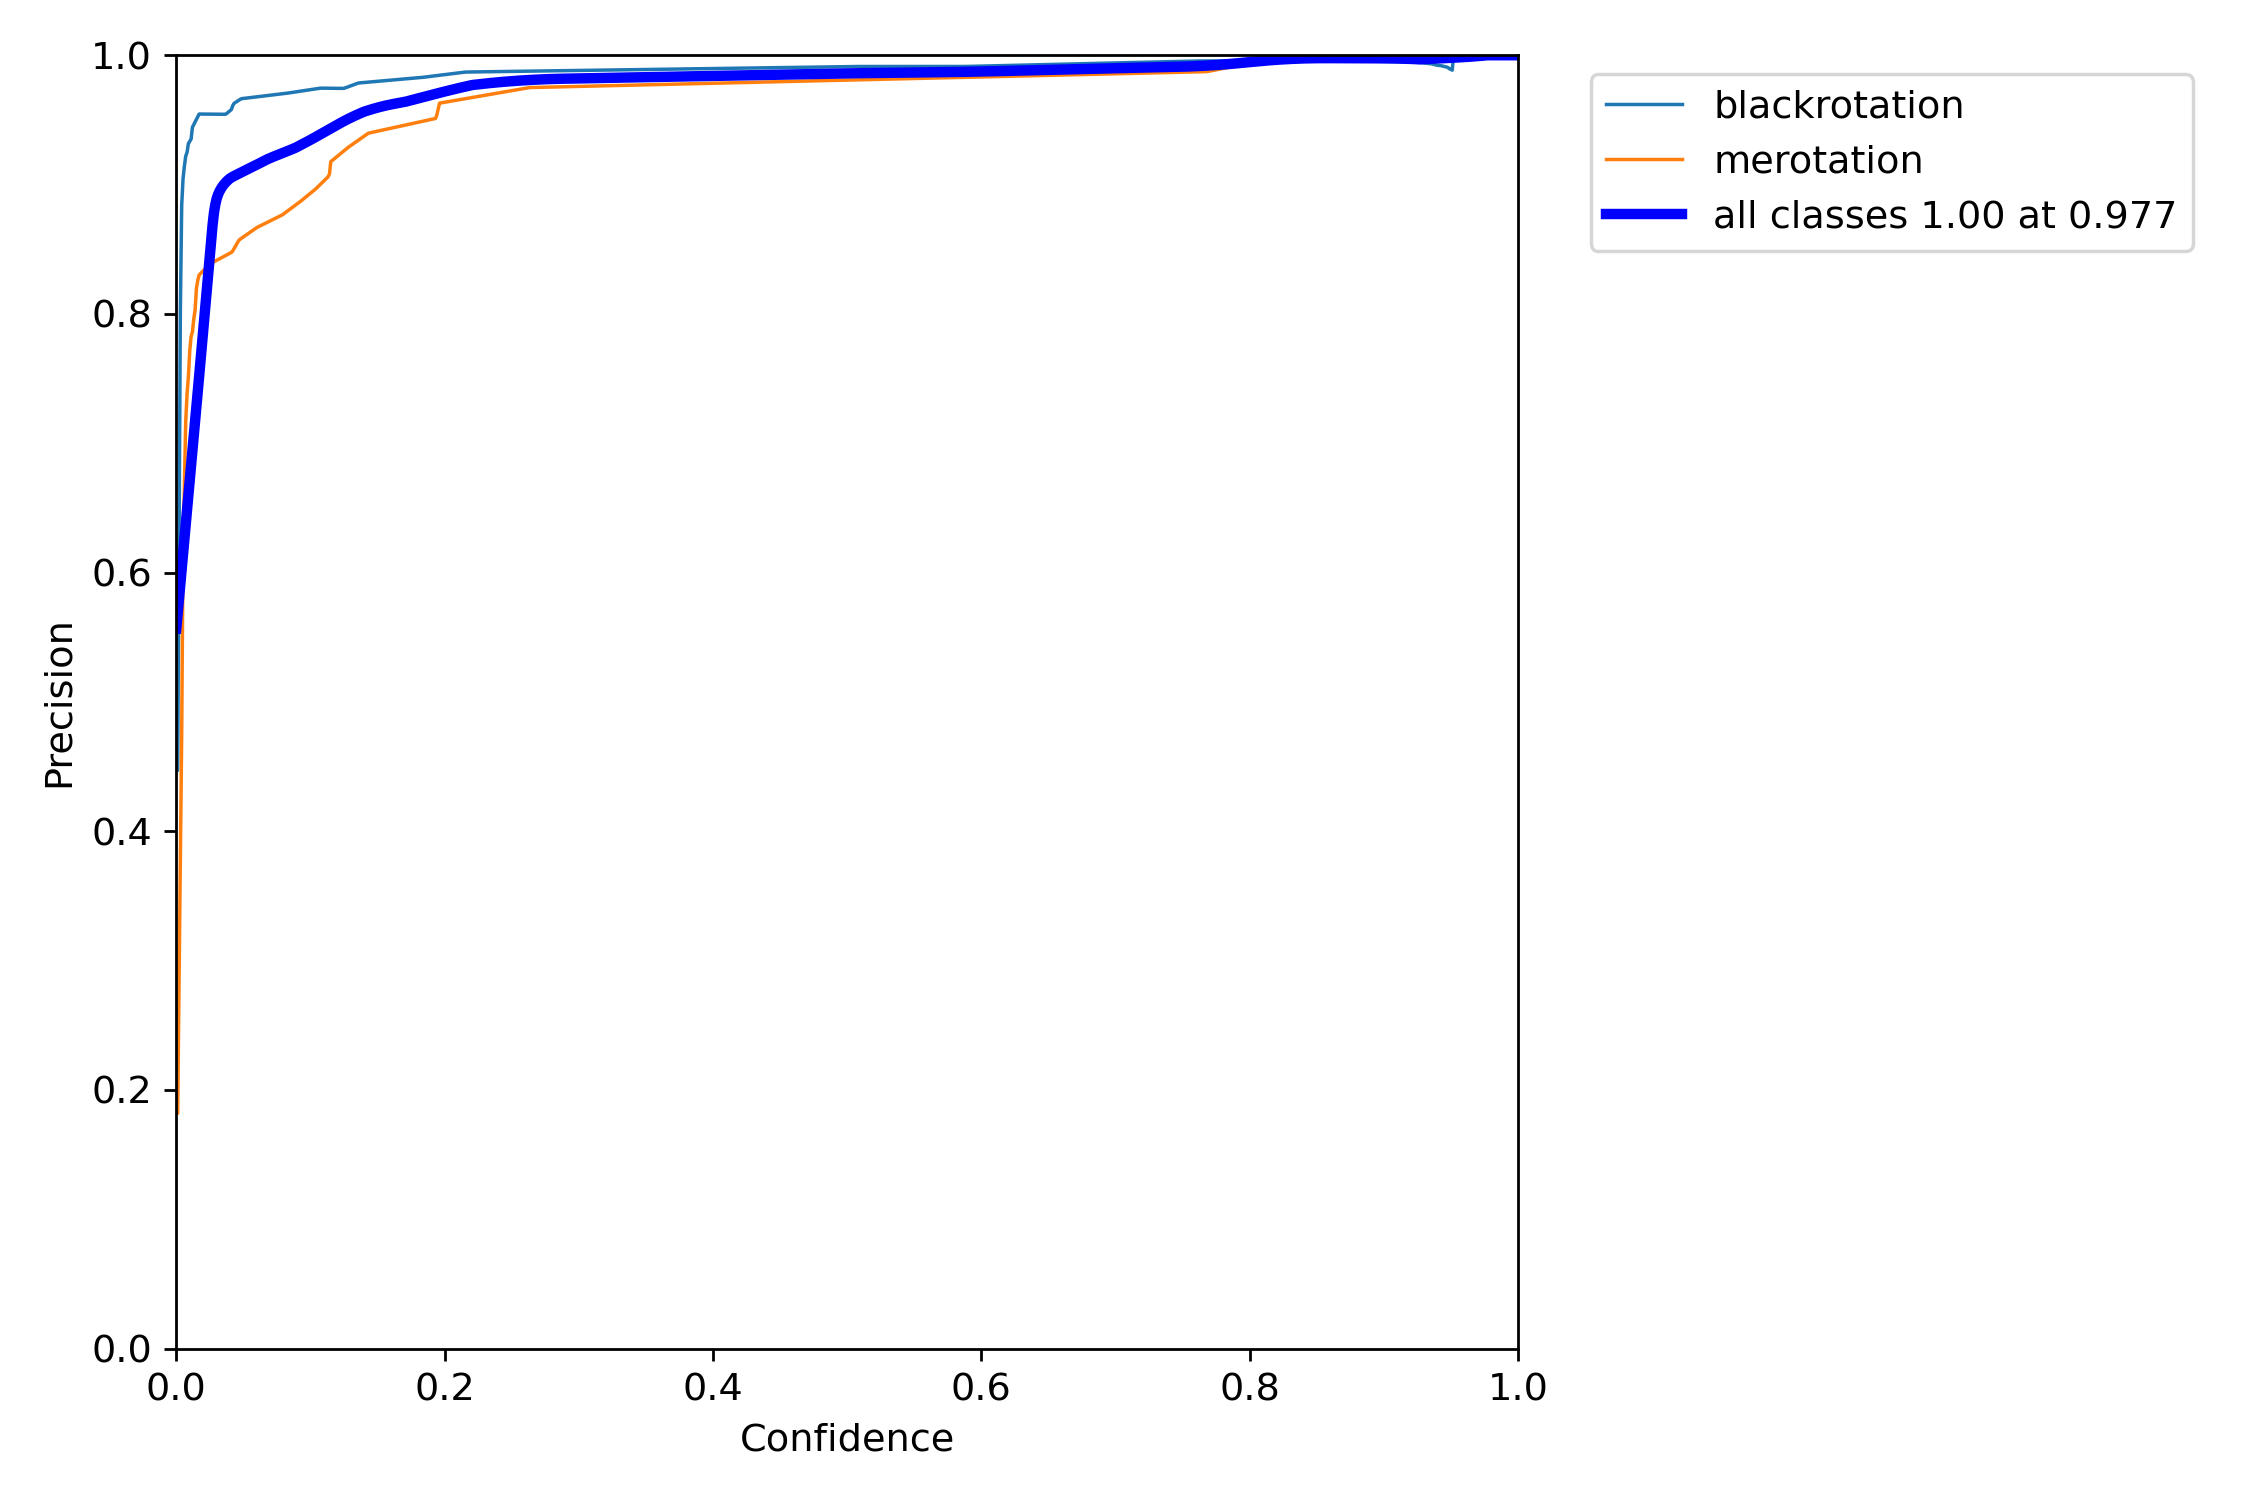 1.0
0.8
0.6
0.4
0.2
0.0
Precision
0.0 0.2 0.4 0.6 0.8 1.0
Confidence
blackrotation
merotation
all classes 1.00 at 0.977